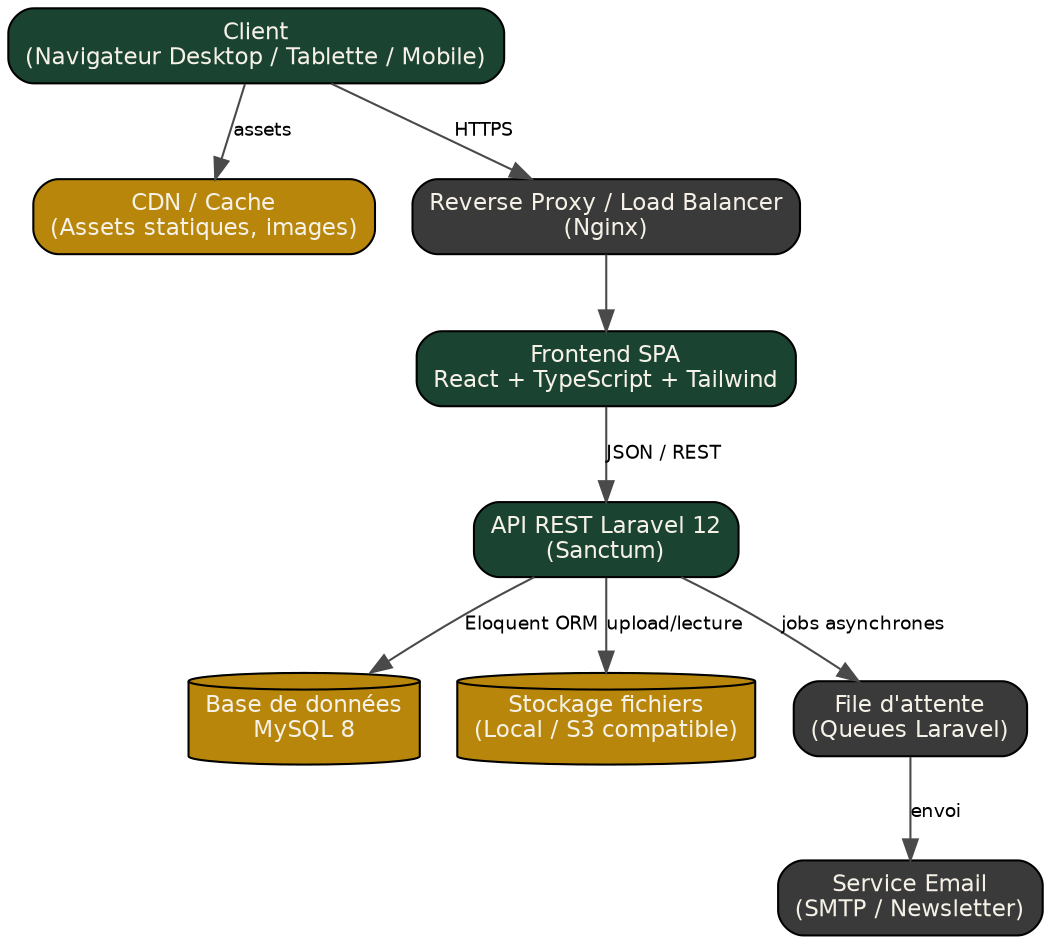 Client
(Navigateur Desktop / Tablette / Mobile)
assets
HTTPS
CDN / Cache
(Assets statiques, images)
Reverse Proxy / Load Balancer
(Nginx)
Frontend SPA
React + TypeScript + Tailwind
JSON / REST
API REST Laravel 12
(Sanctum)
Eloquent ORM
upload/lecture
jobs asynchrones
Base de données
MySQL 8
Stockage fichiers
(Local / S3 compatible)
File d'attente
(Queues Laravel)
envoi
Service Email
(SMTP / Newsletter)